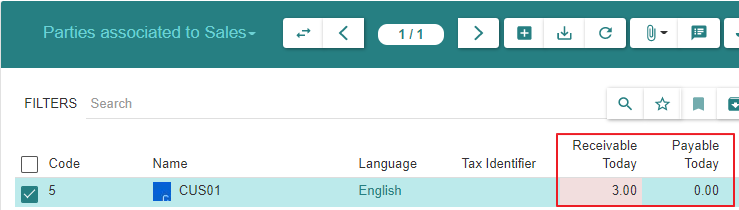 Parties associated to Sales
1 / 1
FILTERS Search
Code Name Language Tax Identifier Receivable Today Payable Today
5 C CUS01 English 3.00 0.00